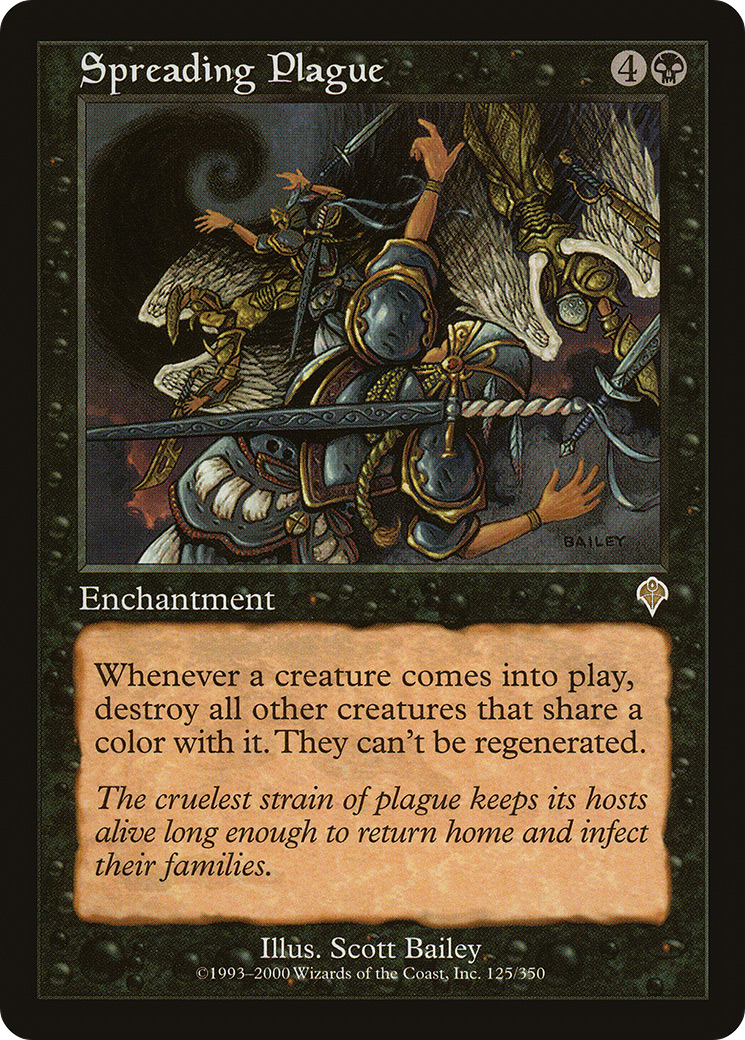 Spreading Plague
4
BAILEY
Enchantment
Whenever a creature comes into play,
destroy all other creatures that share a
color with it. They can't be regenerated.
The cruelest strain of plague keeps its hosts
alive long enough to return home and infect
their families.
Illus. Scott Bailey
©1993–2000 Wizards of the Coast, Inc. 125/350